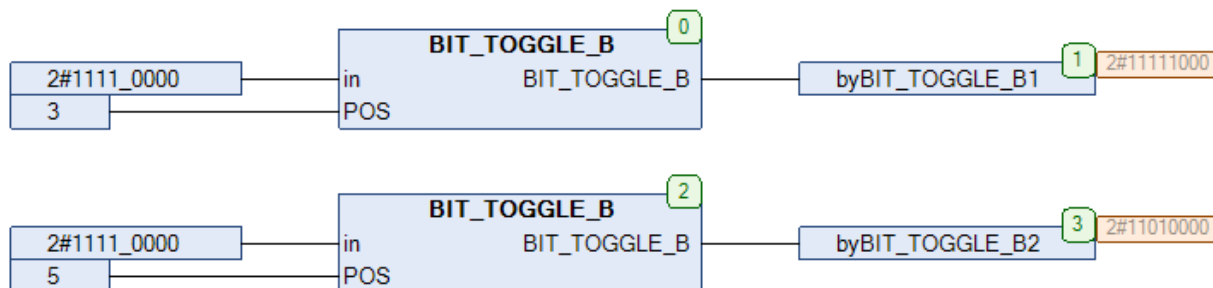 0
BIT_TOGGLE_B
2#1111_0000 in BIT_TOGGLE_B byBIT_TOGGLE_B1 1 2#11111000
3 POS
2
BIT_TOGGLE_B
2#1111_0000 in BIT_TOGGLE_B byBIT_TOGGLE_B2 3 2#11010000
5 POS